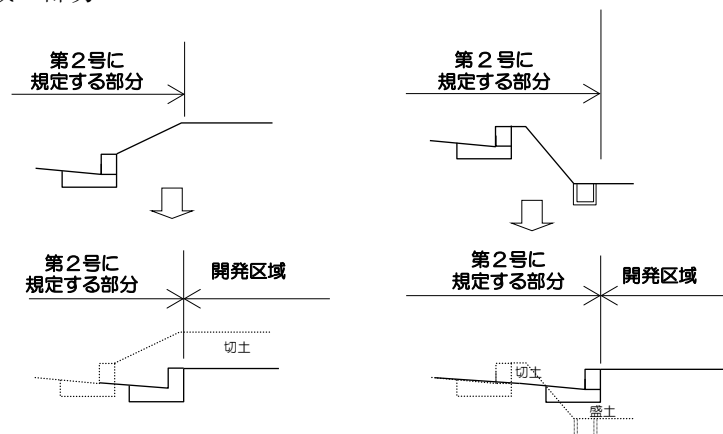 第２号に
規定する部分
第２号に
規定する部分
第２号に
規定する部分
開発区域
切土
第２号に
規定する部分
開発区域
切土
盛土